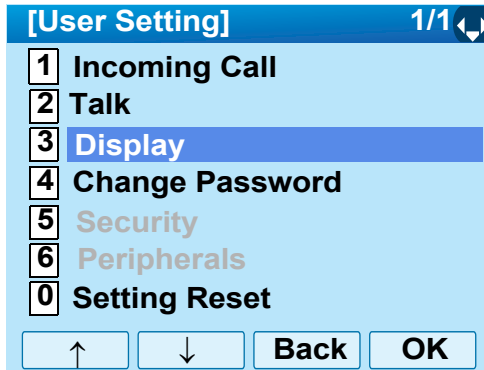 [User Setting] 1/1
1 Incoming Call
2 Talk
3 Display
4 Change Password
5 Security
6 Peripherals
0 Setting Reset
↑ ↓ Back OK